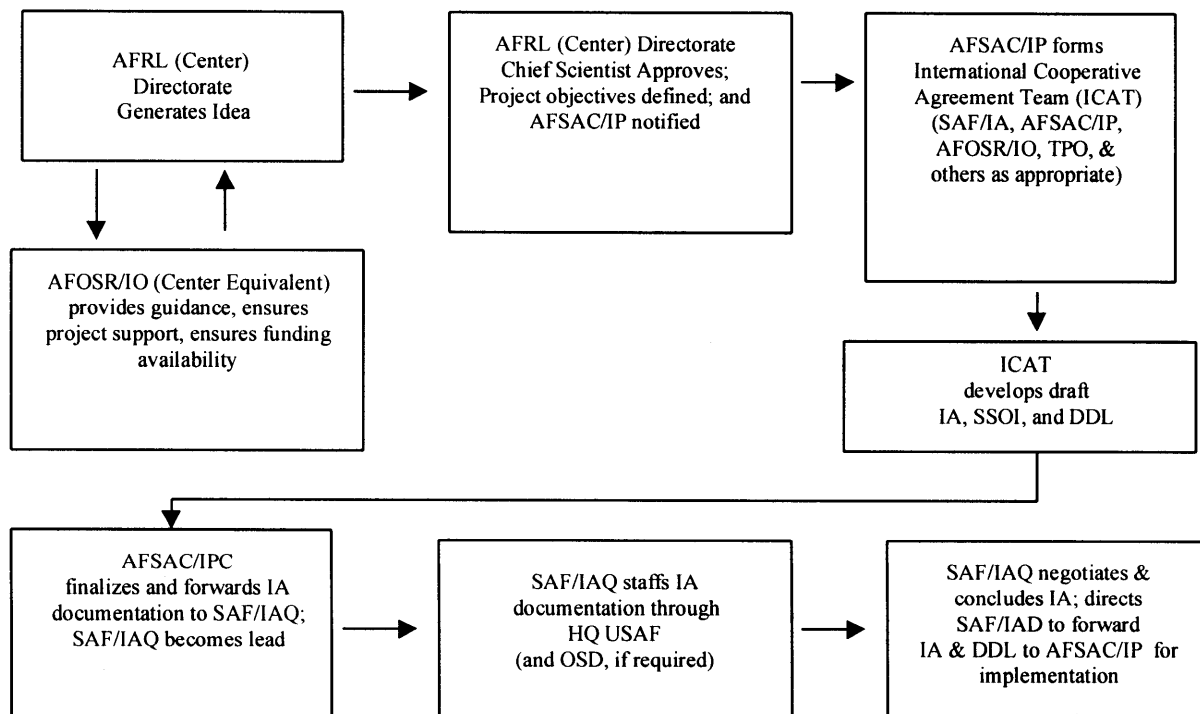 AFRL (Center)
Directorate
Generates Idea
AFRL (Center) Directorate
Chief Scientist Approves;
Project objectives defined; and
AFSAC/IP notified
AFSAC/IP forms
International Cooperative
Agreement Team (ICAT)
(SAF/IA, AFSAC/IP,
AFOSR/IO, TPO, &
others as appropriate)
AFOSR/IO (Center Equivalent)
provides guidance, ensures
project support, ensures funding
availability
ICAT
develops draft
IA, SSOI, and DDL
AFSAC/IPC
finalizes and forwards IA
documentation to SAF/IAQ;
SAF/IAQ becomes lead
SAF/IAQ staffs IA
documentation through
HQ USAF
(and OSD, if required)
SAF/IAQ negotiates &
concludes IA; directs
SAF/IAD to forward
IA & DDL to AFSAC/IP for
implementation